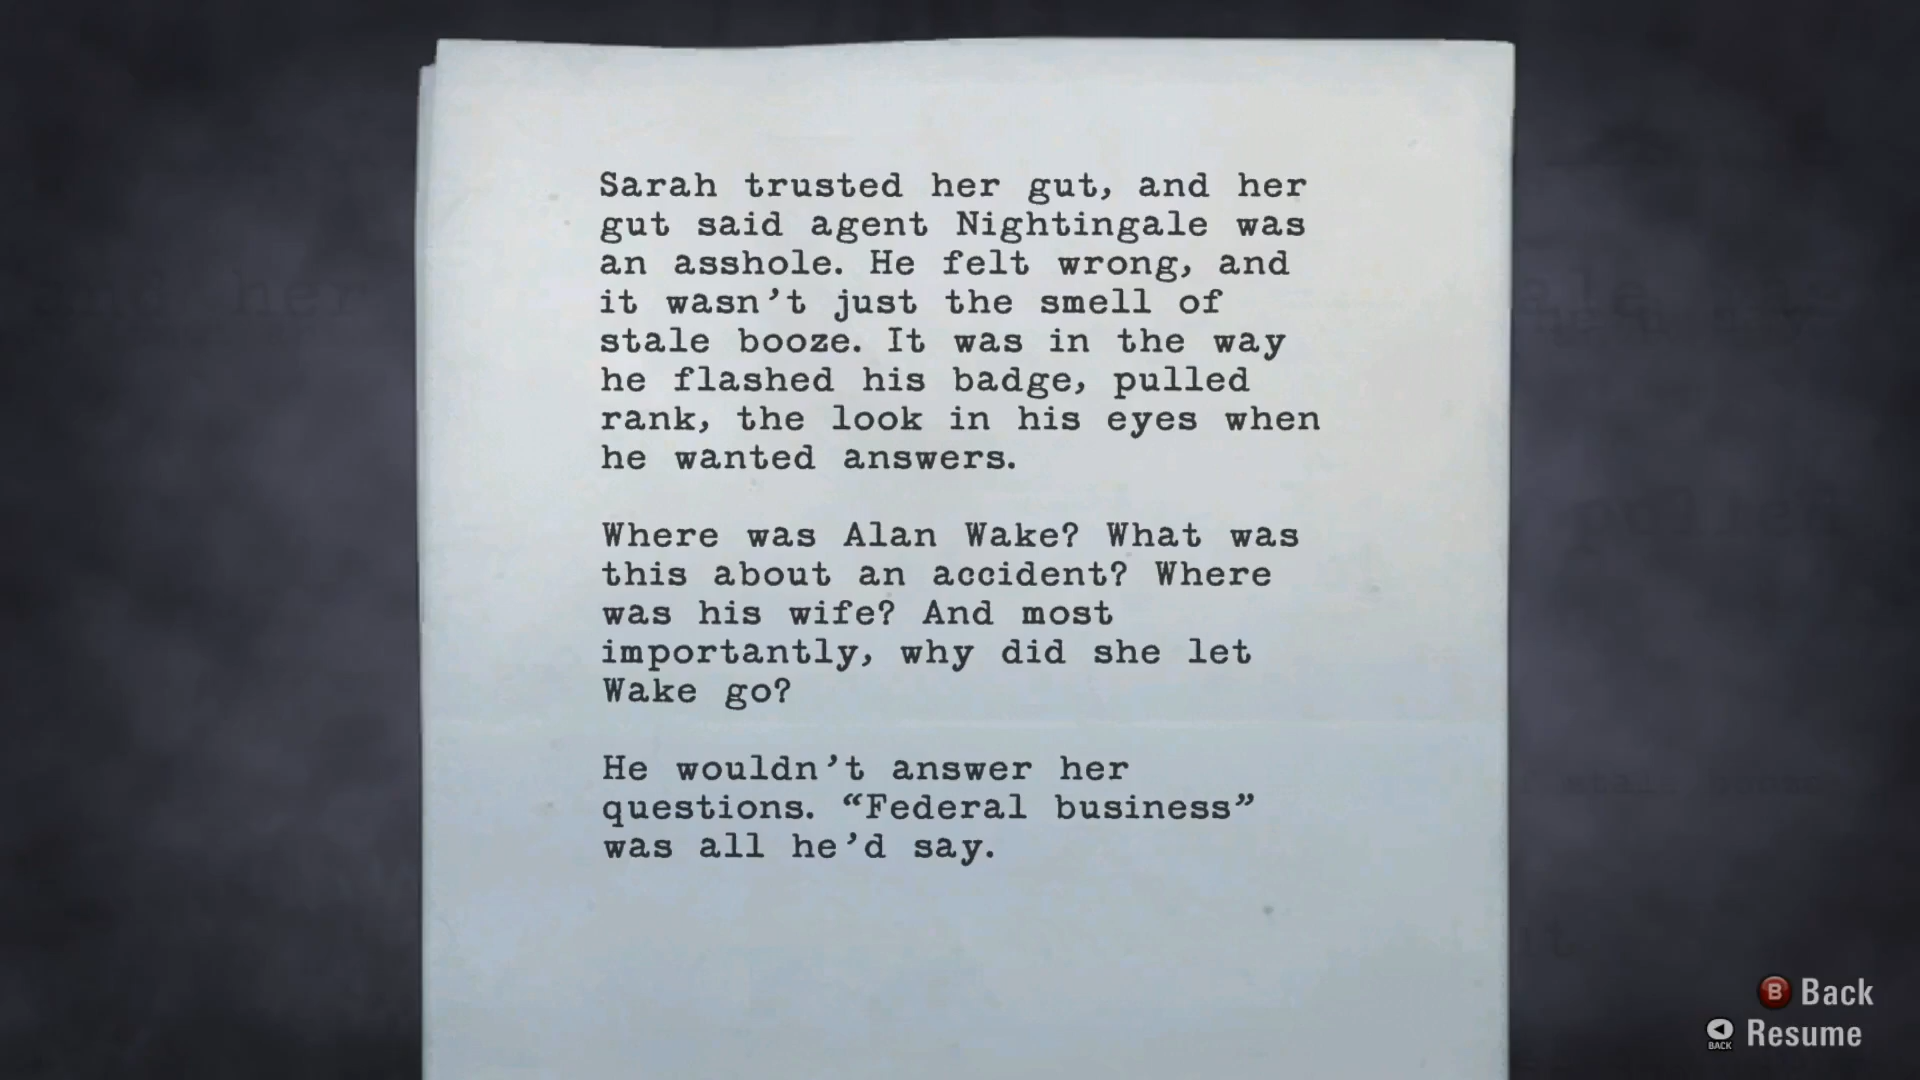 Sarah trusted her gut, and her
gut said agent Nightingale was
an asshole. He felt wrong, and
it wasn’t just the smell of
stale booze. It was in the way
he flashed his badge, pulled
rank, the look in his eyes when
he wanted answers.
Where was Alan Wake? What was
this about an accident? Where
was his wife? And most
importantly, why did she let
Wake go?
He wouldn’t answer her
questions. “Federal business”
was all he’d say.
B Back
BACK Resume